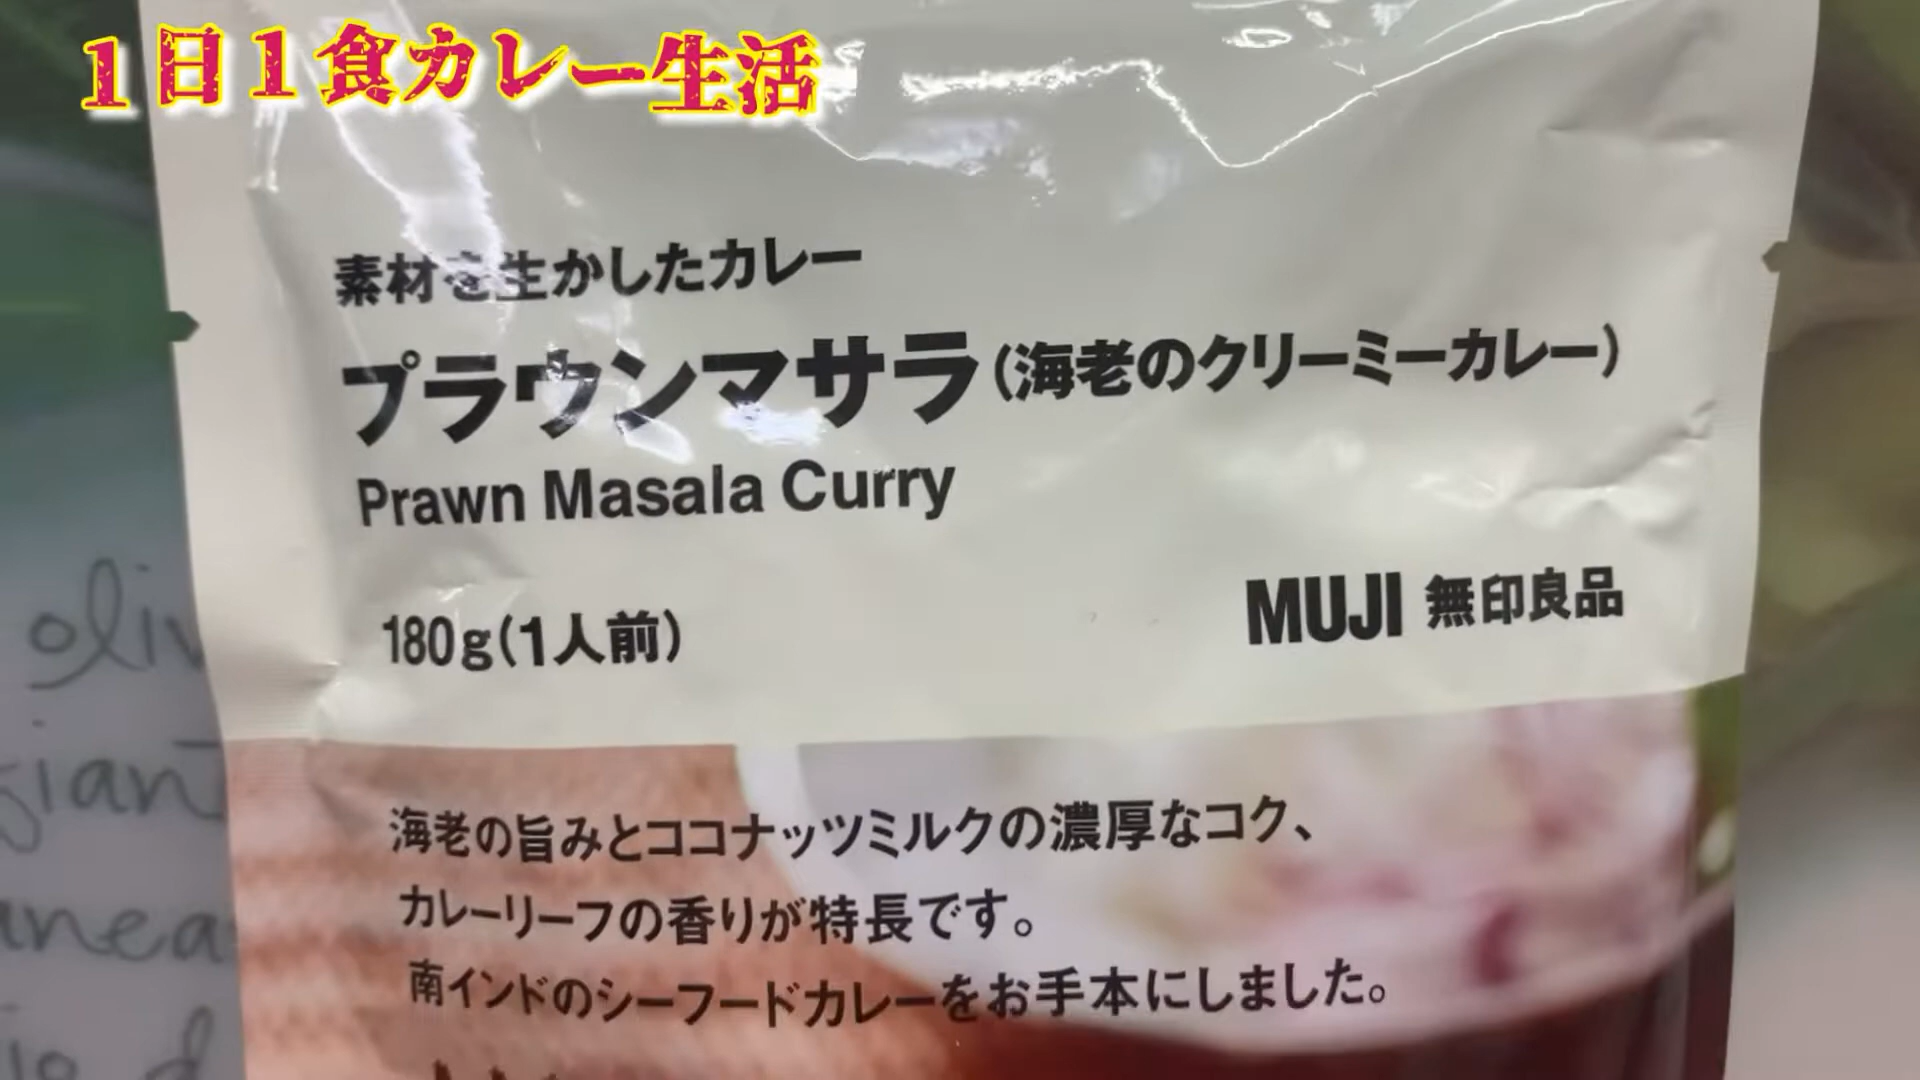 1日1食カレー生活
素材を生かしたカレー
プラウンマサラ(海老のクリーミーカレー)
Prawn Masala Curry
180g(1人前)
MUJI 無印良品
海老の旨みとココナッツミルクの濃厚なコク、
カレーリーフの香りが特長です。
南インドのシーフードカレーをお手本にしました。